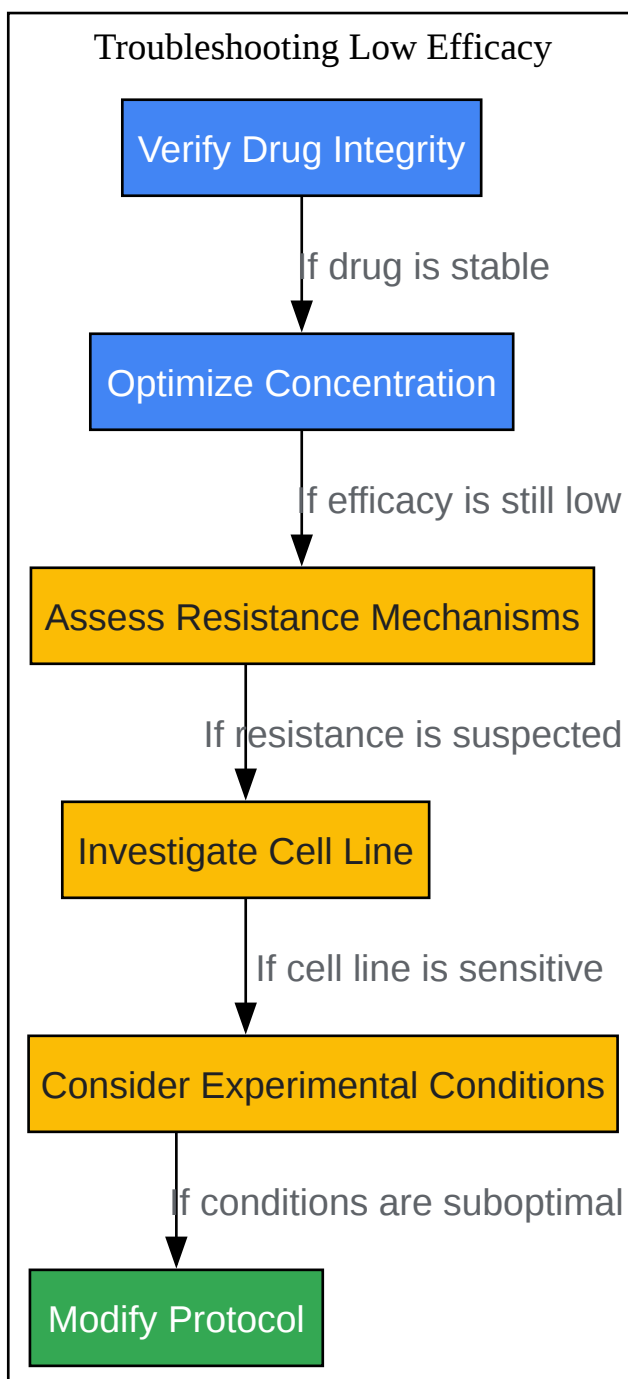 Troubleshooting Low Efficacy
Verify Drug Integrity
If drug is stable
Optimize Concentration
If efficacy is still low
Assess Resistance Mechanisms
If resistance is suspected
Investigate Cell Line
If cell line is sensitive
Consider Experimental Conditions
If conditions are suboptimal
Modify Protocol